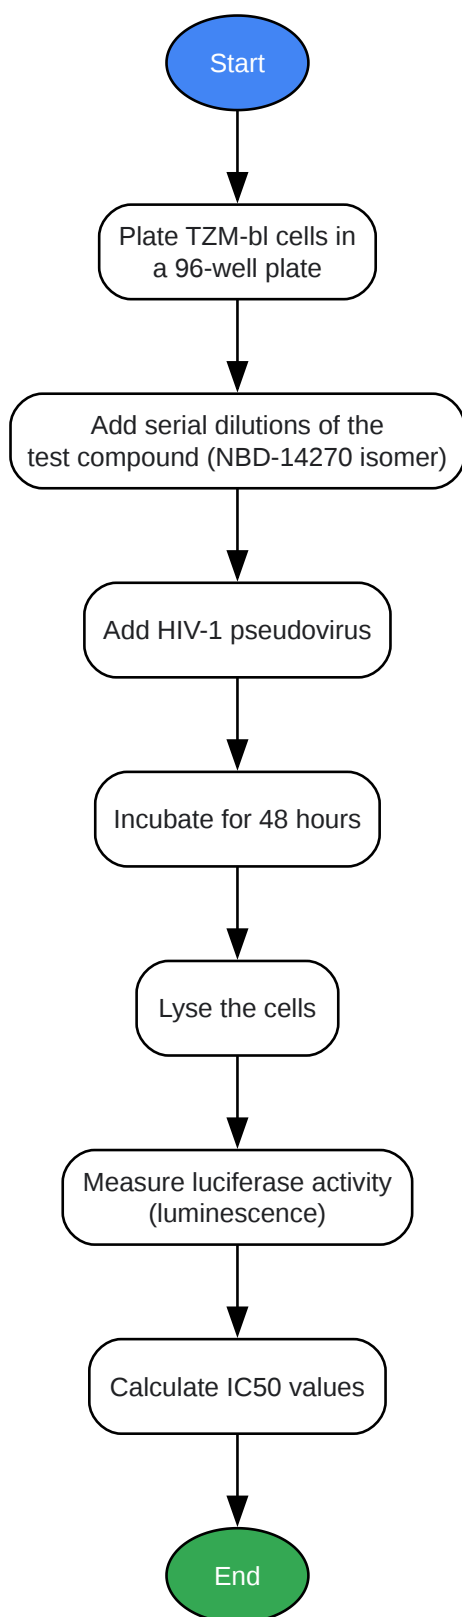 Start
Plate TZM-bl cells in
a 96-well plate
Add serial dilutions of the
test compound (NBD-14270 isomer)
Add HIV-1 pseudovirus
Incubate for 48 hours
Lyse the cells
Measure luciferase activity
(luminescence)
Calculate IC50 values
End